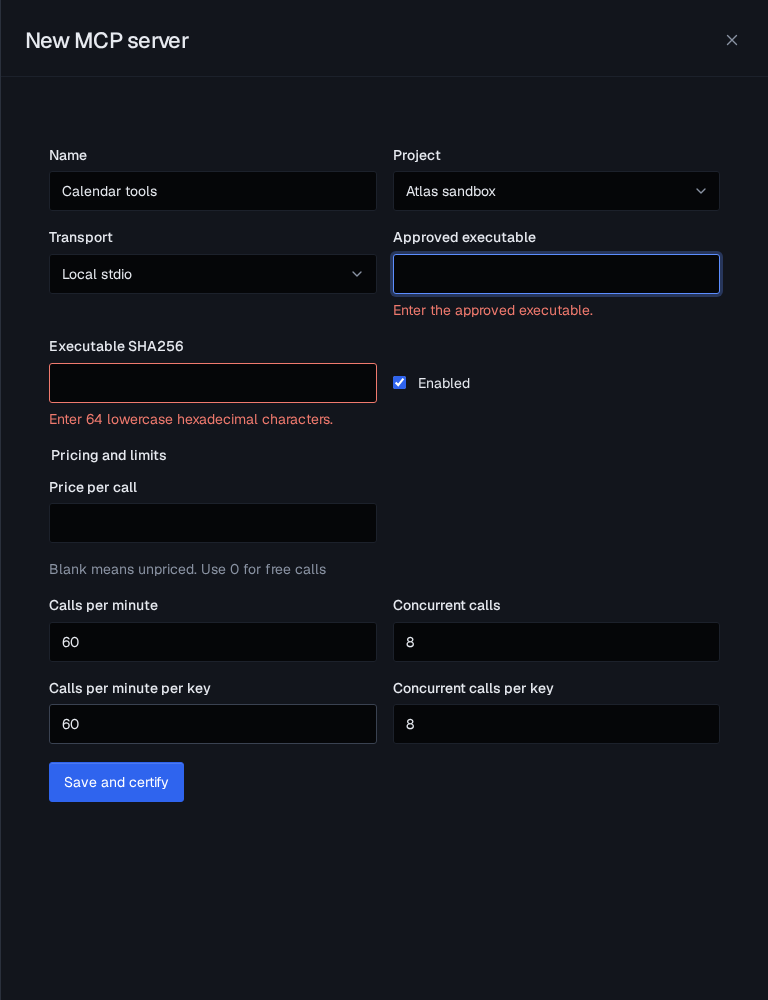 New MCP server
Name
Project
Calendar tools
Atlas sandbox
Transport
Approved executable
Local stdio
Enter the approved executable.
Executable SHA256
Enabled
Enter 64 lowercase hexadecimal characters.
Pricing and limits
Price per call
Blank means unpriced. Use 0 for free calls
Calls per minute
Concurrent calls
60
8
Calls per minute per key
Concurrent calls per key
60
8
Save and certify